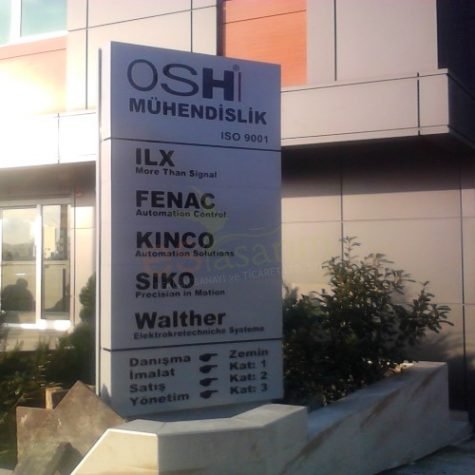 OSHi
MÜHENDİSLİK
ISO 9001
ILX
More Than Signal
FENAC
Automation Control
KINCO
Automation Solutions
SIKO
Precision in Motion
Walther
Elektrokretechniche Systeme
Danışma Zemin
İmalat Kat: 1
Satış Kat: 2
Yönetim Kat: 3